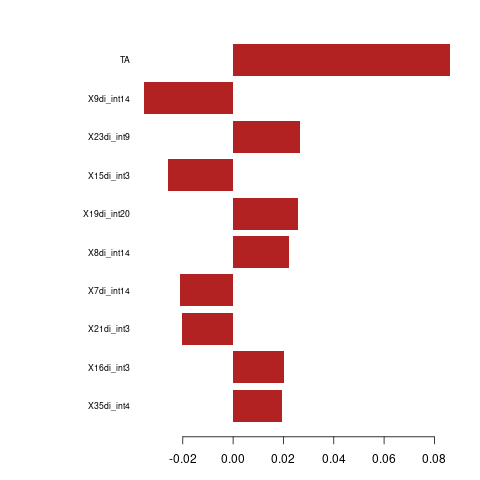 TA
X9di_int14
X23di_int9
X15di_int3
X19di_int20
X8di_int14
X7di_int14
X21di_int3
X16di_int3
X35di_int4
-0.02 0.00 0.02 0.04 0.06 0.08